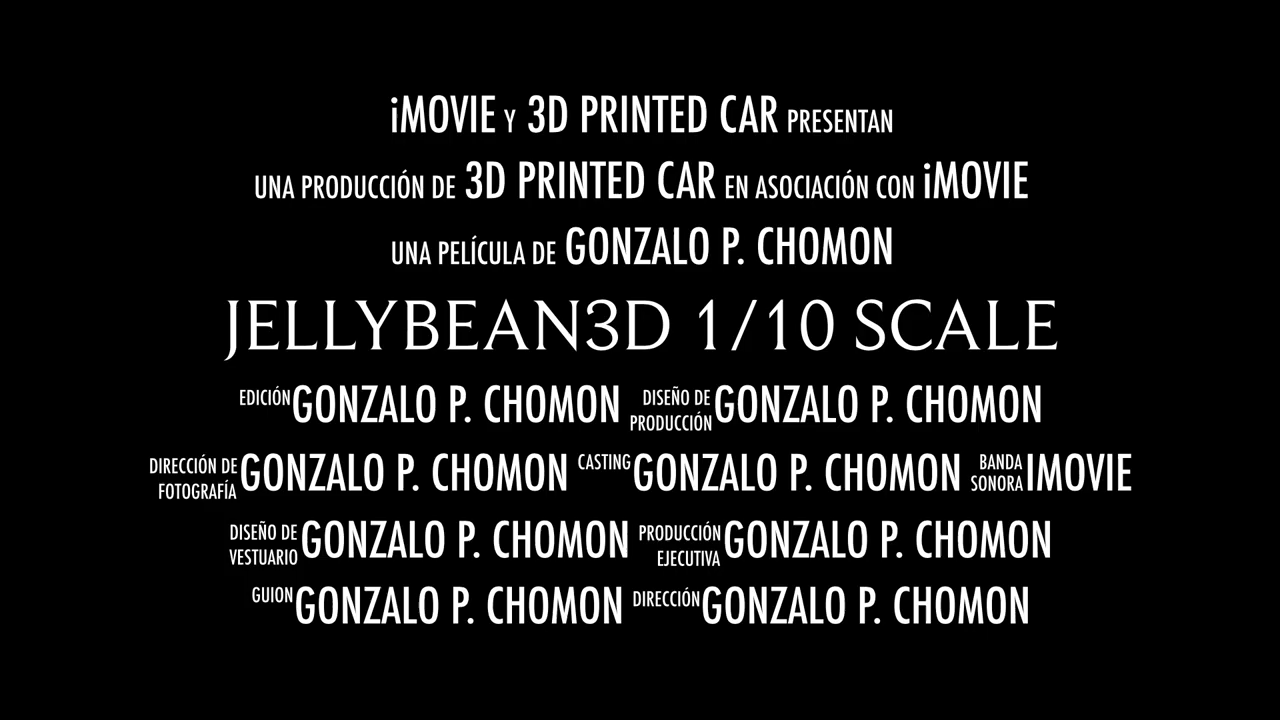 iMOVIE Y 3D PRINTED CAR PRESENTAN
UNA PRODUCCIÓN DE 3D PRINTED CAR EN ASOCIACIÓN CON iMOVIE
UNA PELÍCULA DE GONZALO P. CHOMON
JELLYBEAN3D 1/10 SCALE
EDICIÓN GONZALO P. CHOMON DISEÑO DE PRODUCCIÓN GONZALO P. CHOMON
DIRECCIÓN DE FOTOGRAFÍA GONZALO P. CHOMON CASTING GONZALO P. CHOMON BANDA SONORA IMOVIE
DISEÑO DE VESTUARIO GONZALO P. CHOMON PRODUCCIÓN EJECUTIVA GONZALO P. CHOMON
GUION GONZALO P. CHOMON DIRECCIÓN GONZALO P. CHOMON